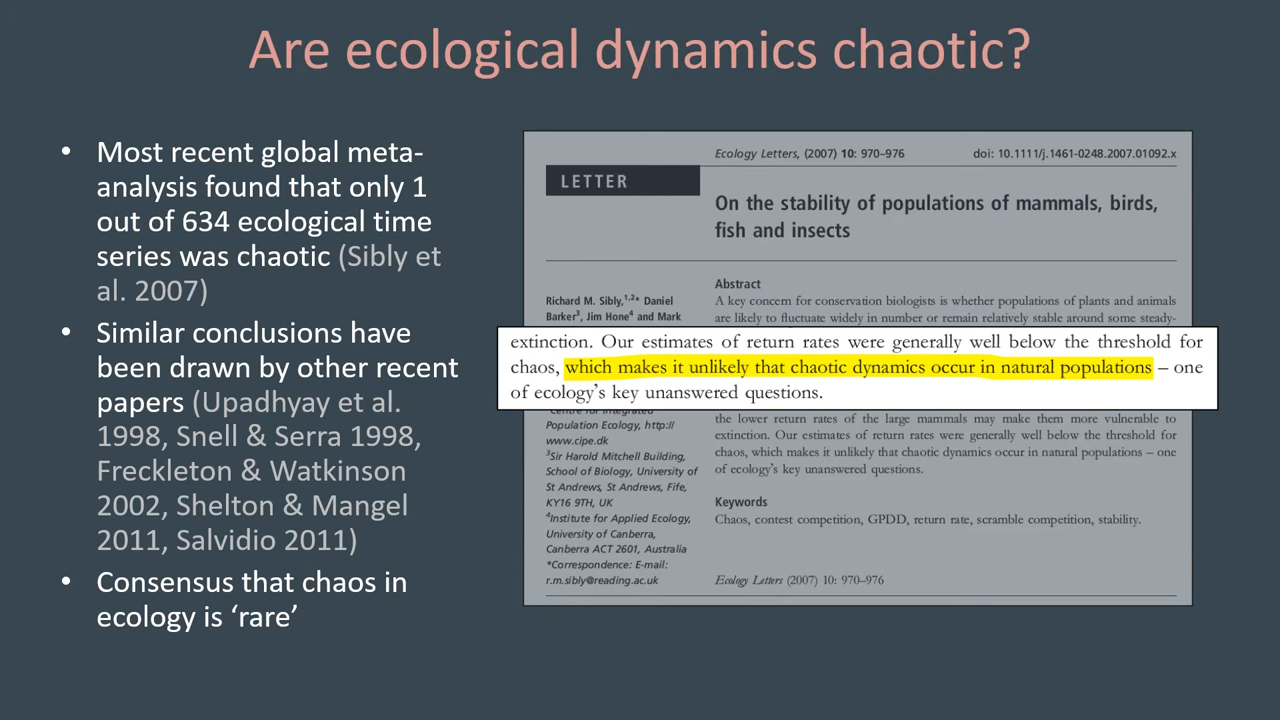 Are ecological dynamics chaotic?
• Most recent global meta-
analysis found that only 1
out of 634 ecological time
series was chaotic (Sibly et
al. 2007)
• Similar conclusions have
been drawn by other recent
papers (Upadhyay et al.
1998, Snell & Serra 1998,
Freckleton & Watkinson
2002, Shelton & Mangel
2011, Salvidio 2011)
• Consensus that chaos in
ecology is ‘rare’
Ecology Letters, (2007) 10: 970–976
doi: 10.1111/j.1461-0248.2007.01092.x
LETTER
On the stability of populations of mammals, birds,
fish and insects
Richard M. Sibly,1,2* Daniel
Barker3, Jim Hone4 and Mark
Abstract
A key concern for conservation biologists is whether populations of plants and animals
are likely to fluctuate widely in number or remain relatively stable around some steady-
extinction. Our estimates of return rates were generally well below the threshold for
chaos, which makes it unlikely that chaotic dynamics occur in natural populations – one
of ecology’s key unanswered questions.
Centre for Integrated
Population Ecology, http://
www.cipe.dk
3Sir Harold Mitchell Building,
School of Biology, University of
St Andrews, St Andrews, Fife,
KY16 9TH, UK
4Institute for Applied Ecology,
University of Canberra,
Canberra ACT 2601, Australia
*Correspondence: E-mail:
r.m.sibly@reading.ac.uk
the lower return rates of the large mammals may make them more vulnerable to
extinction. Our estimates of return rates were generally well below the threshold for
chaos, which makes it unlikely that chaotic dynamics occur in natural populations – one
of ecology’s key unanswered questions.
Keywords
Chaos, contest competition, GPDD, return rate, scramble competition, stability.
Ecology Letters (2007) 10: 970–976